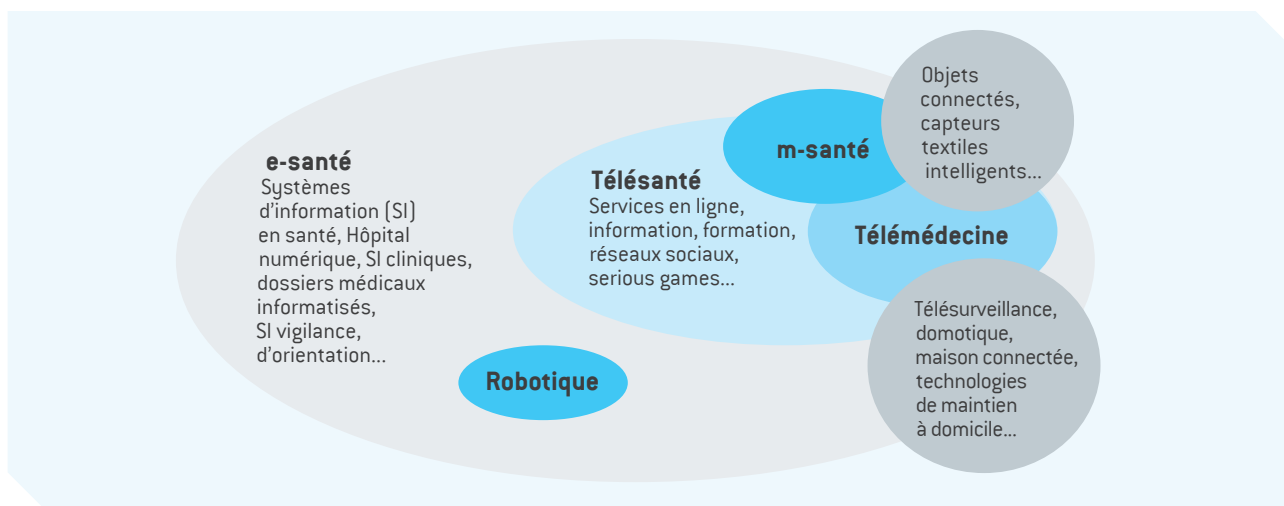 e-santé
Systèmes
d'information (SI)
en santé, Hôpital
numérique, SI cliniques,
dossiers médicaux
informatisés,
SI vigilance,
d'orientation...
Télésanté
Services en ligne,
information, formation,
réseaux sociaux,
serious games...
m-santé
Objets
connectés,
capteurs
textiles
intelligents...
Télémédecine
Télésurveillance,
domotique,
maison connectée,
technologies
de maintien
à domicile...
Robotique